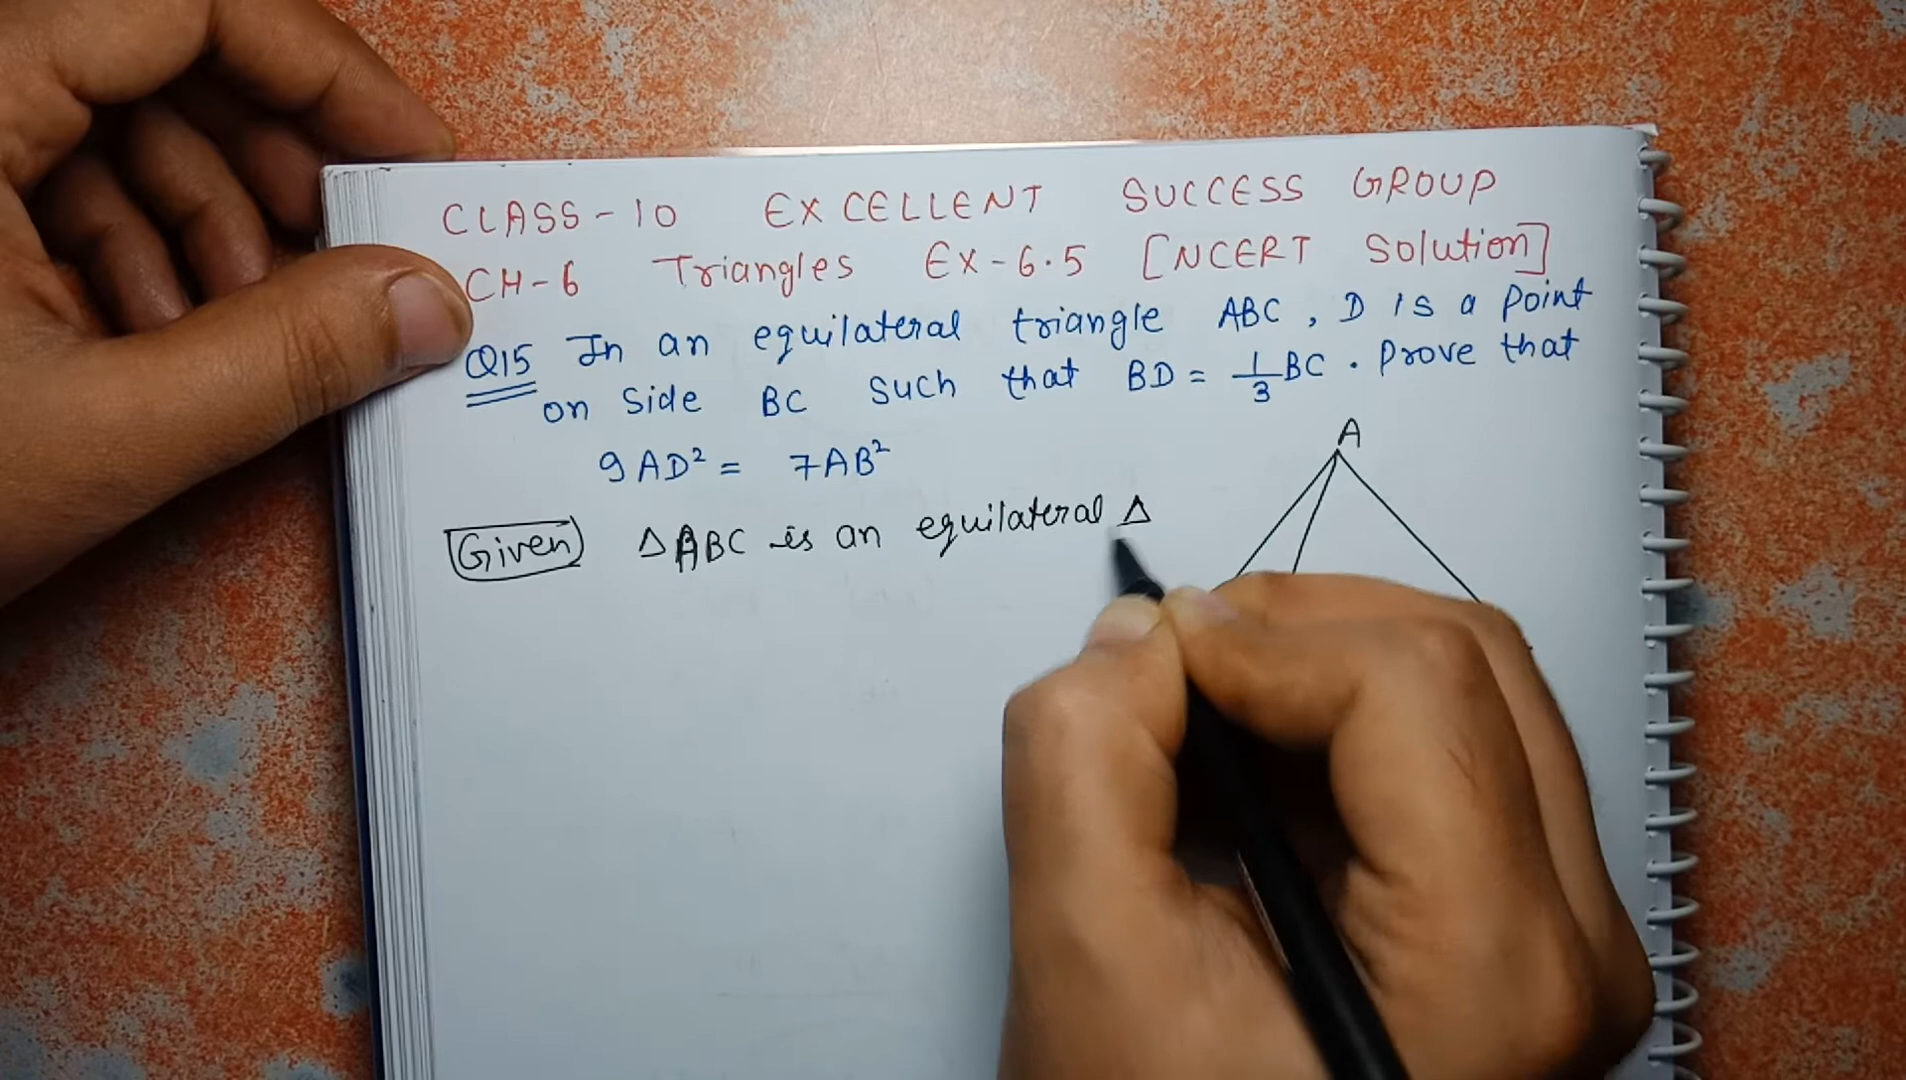 CLASS-10 EXCELLENT SUCCESS GROUP
CH-6 Triangles EX-6.5 [NCERT Solution]
Q15 In an equilateral triangle ABC, D is a point
on side BC such that BD = 1/3 BC. Prove that
9AD² = 7AB²
A
Given ΔABC is an equilateral Δ